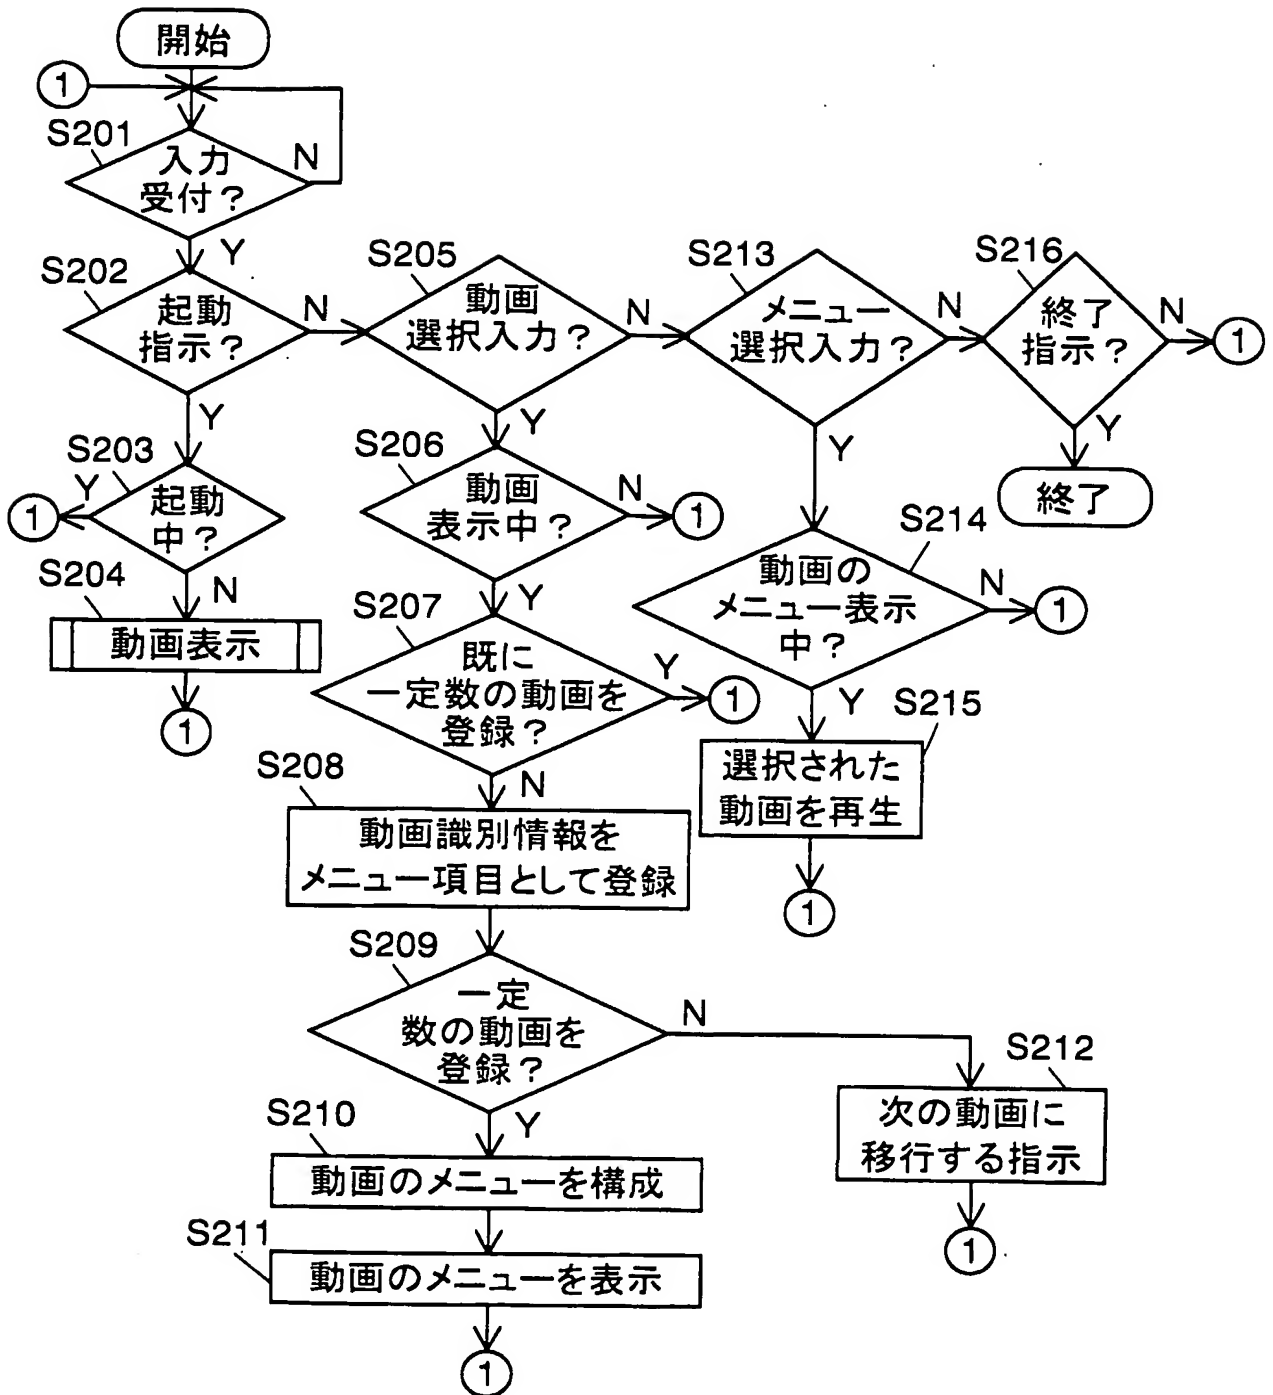 開始
1
S201
入力
受付?
N
Y
S202
起動
指示?
N
S205
動画
選択入力?
N
S213
メニュー
選択入力?
N
S216
終了
指示?
N
1
Y
S203
Y
起動
中?
1
N
S204
動画表示
1
Y
S206
動画
表示中?
N
1
Y
S207
既に
一定数の動画を
登録?
Y
1
N
S208
動画識別情報を
メニュー項目として登録
S209
一定
数の動画を
登録?
N
S212
次の動画に
移行する指示
1
Y
S210
動画のメニューを構成
S211
動画のメニューを表示
1
Y
S214
動画の
メニュー表示
中?
N
1
Y
S215
選択された
動画を再生
1
Y
終了